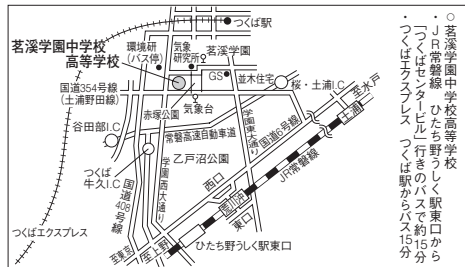 ○茗溪学園中学校高等学校
・JR常磐線 ひたち野うしく駅東口から
「つくばセンタービル」行きのバスで約15分
・つくばエクスプレス つくば駅からバス15分
つくば駅
環境研
(バス停)
気象
研究所
茗溪学園
茗溪学園中学校
高等学校
GS
並木住宅
国道354号線
(土浦野田線)
桜・土浦I.C
至水戸
赤塚公園
気象台
谷田部I.C
常磐高速自動車道
学園東大通り
国道6号線
土浦
つくば
牛久I.C
乙戸沼公園
学園西大通り
西口
JR常磐線
国道408号線
荒川沖
東口
つくばエクスプレス
至東京
至上野
ひたち野うしく駅東口